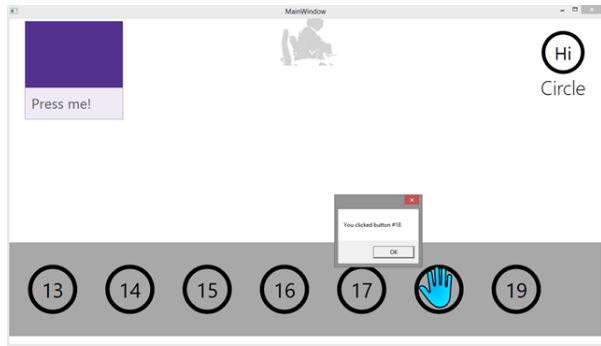 MainWindow
Hi
Circle
Press me!
You clicked button #18
OK
13
14
15
16
17
19